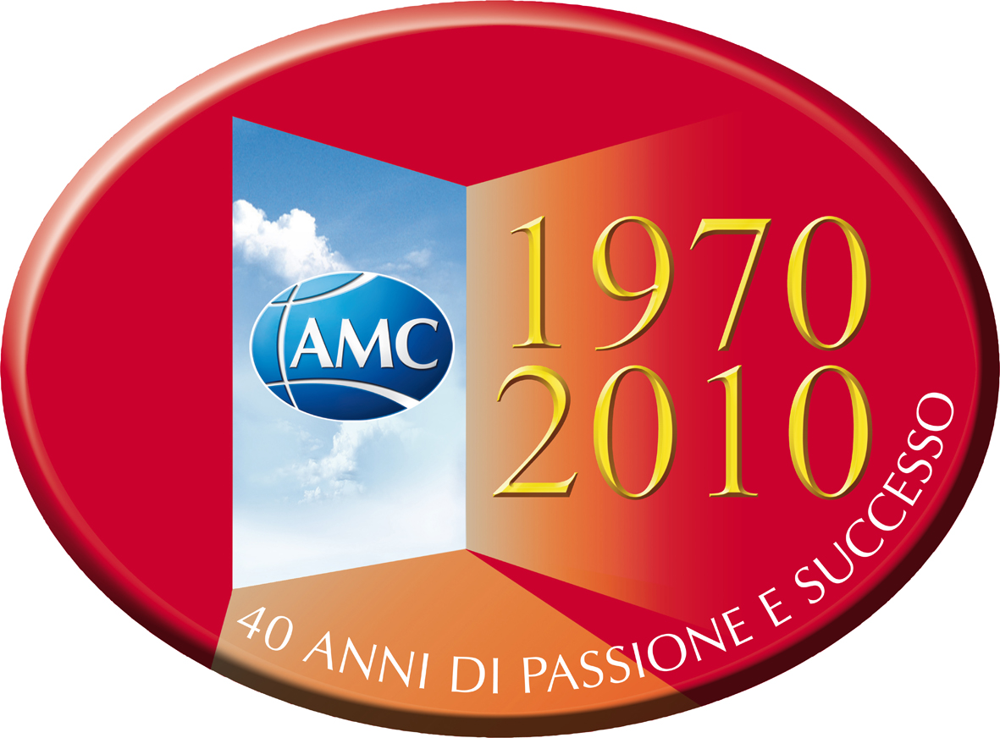 AMC
1970
2010
40 ANNI DI PASSIONE E SUCCESSO